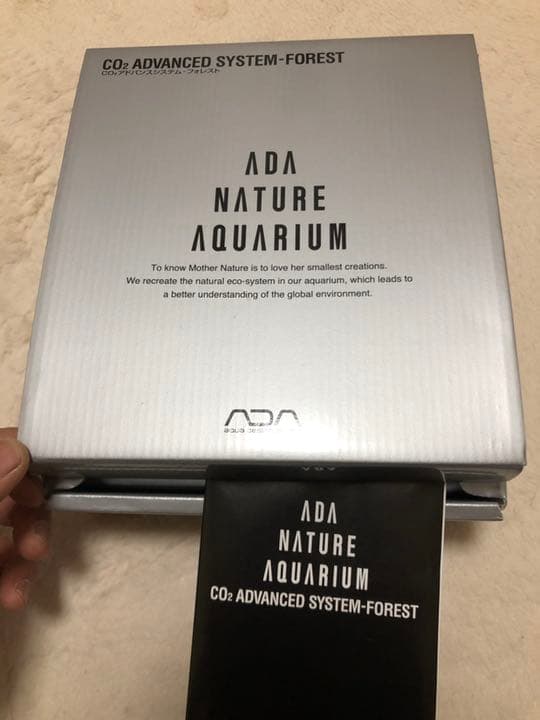 CO2 ADVANCED SYSTEM-FOREST
CO2アドバンスシステム-フォレスト
ADA
NATURE
AQUARIUM
To know Mother Nature is to love her smallest creations.
We recreate the natural eco-system in our aquarium, which leads to
a better understanding of the global environment.
ADA
ADA
ADA
NATURE
AQUARIUM
CO2 ADVANCED SYSTEM-FOREST